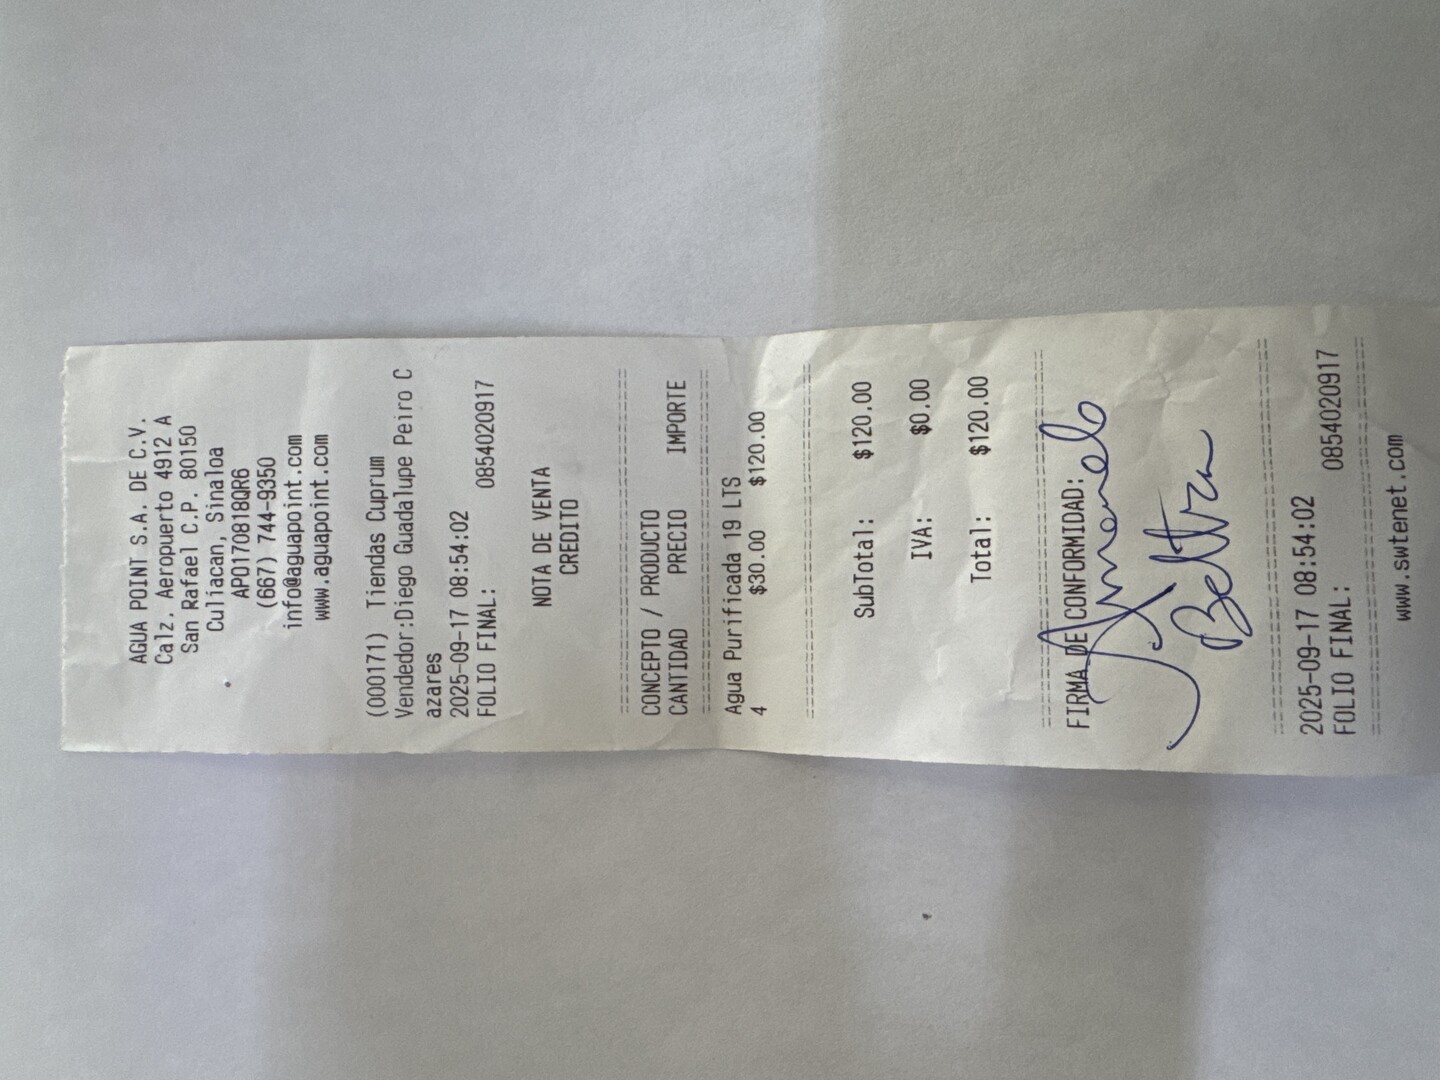 AGUA POINT S.A. DE C.V.
Calz. Aeropuerto 4912 A
San Rafael C.P. 80150
Culiacan, Sinaloa
APO170818QR6
(667) 744-9350
info@aguapoint.com
www.aguapoint.com
(000171) Tiendas Cuprum
Vendedor:Diego Guadalupe Peiro C
azares
2025-09-17 08:54:02
FOLIO FINAL: 0854020917
NOTA DE VENTA
CREDITO
CONCEPTO / PRODUCTO
CANTIDAD PRECIO IMPORTE
Agua Purificada 19 LTS
4 $30.00 $120.00
SubTotal: $120.00
IVA: $0.00
Total: $120.00
FIRMA DE CONFORMIDAD:
Beltran
2025-09-17 08:54:02
FOLIO FINAL: 0854020917
www.swtenet.com